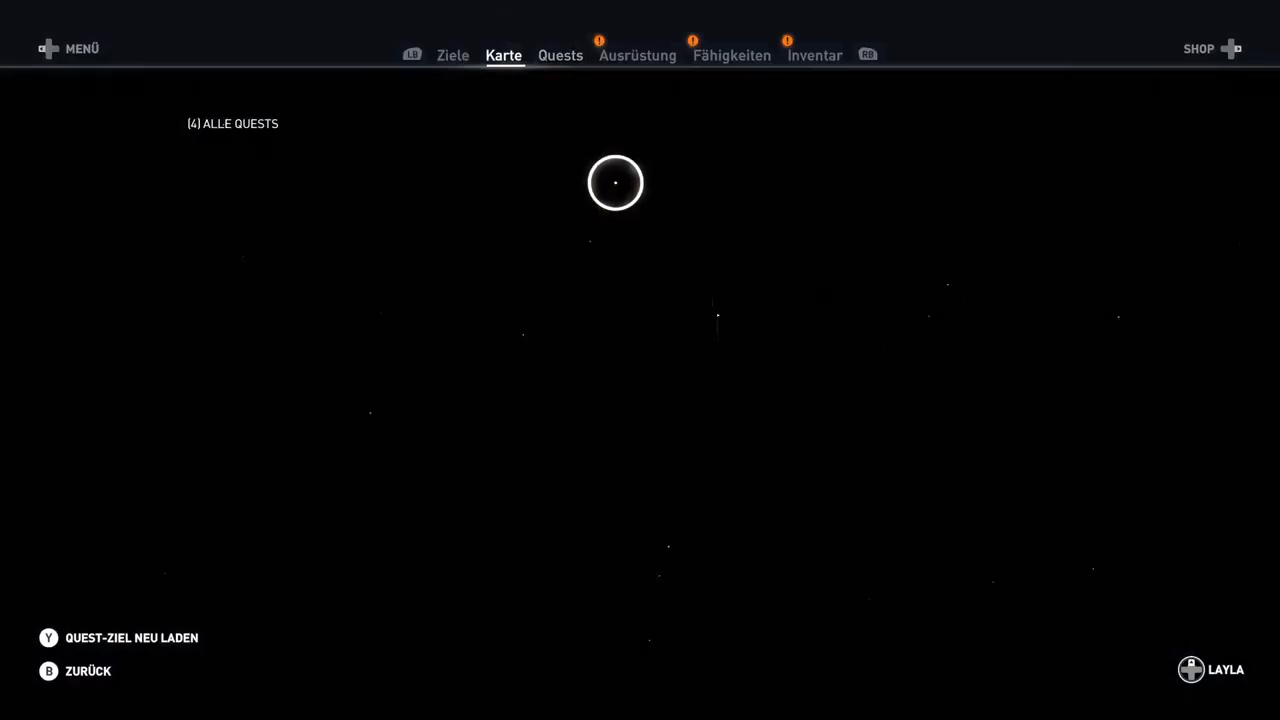 MENÜ
LB Ziele Karte Quests ! Ausrüstung ! Fähigkeiten ! Inventar RB
SHOP
(4) ALLE QUESTS
Y QUEST-ZIEL NEU LADEN
B ZURÜCK
LAYLA